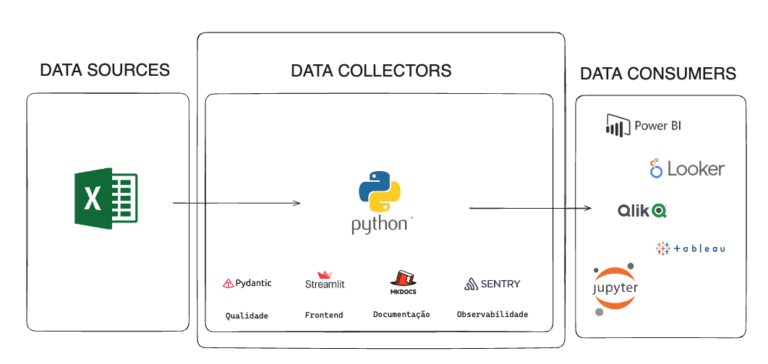 DATA SOURCES
DATA COLLECTORS
DATA CONSUMERS
X
python™
Pydantic
Streamlit
MKDOCS
SENTRY
Qualidade
Frontend
Documentação
Observabilidade
Power BI
Looker
Qlik
+ableau
jupyter